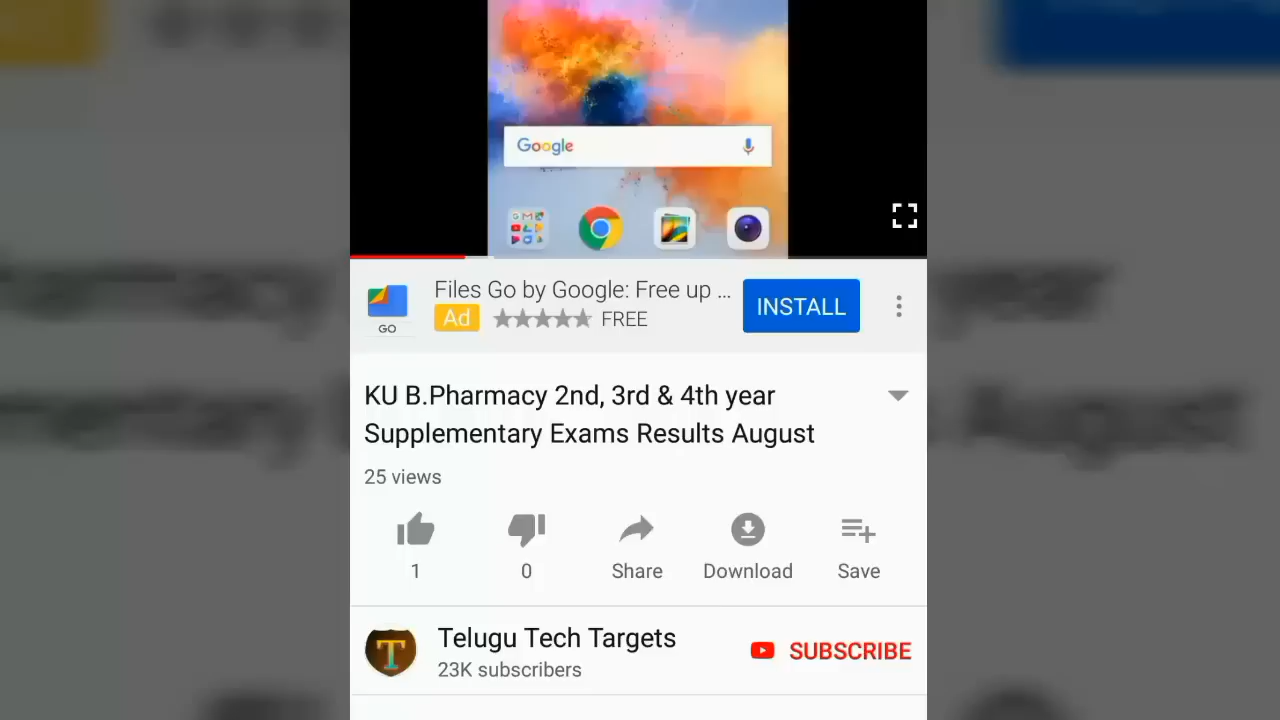 Google
Files Go by Google: Free up ...
GO
Ad
FREE
INSTALL
KU B.Pharmacy 2nd, 3rd & 4th year
Supplementary Exams Results August
25 views
1
0
Share
Download
Save
T
Telugu Tech Targets
23K subscribers
SUBSCRIBE